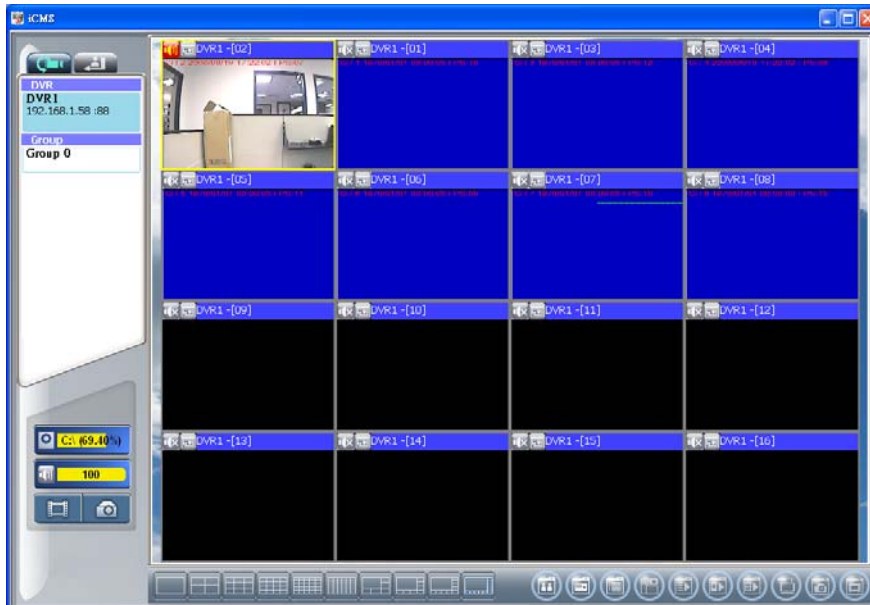 iCMS
DVR1 -[02]
DVR1 -[01]
DVR1 -[03]
DVR1 -[04]
DVR
DVR1
192.168.1.58 :88
Group
Group 0
DVR1 -[05]
DVR1 -[06]
DVR1 -[07]
DVR1 -[08]
DVR1 -[09]
DVR1 -[10]
DVR1 -[11]
DVR1 -[12]
C:\ (69.40%)
100
DVR1 -[13]
DVR1 -[14]
DVR1 -[15]
DVR1 -[16]